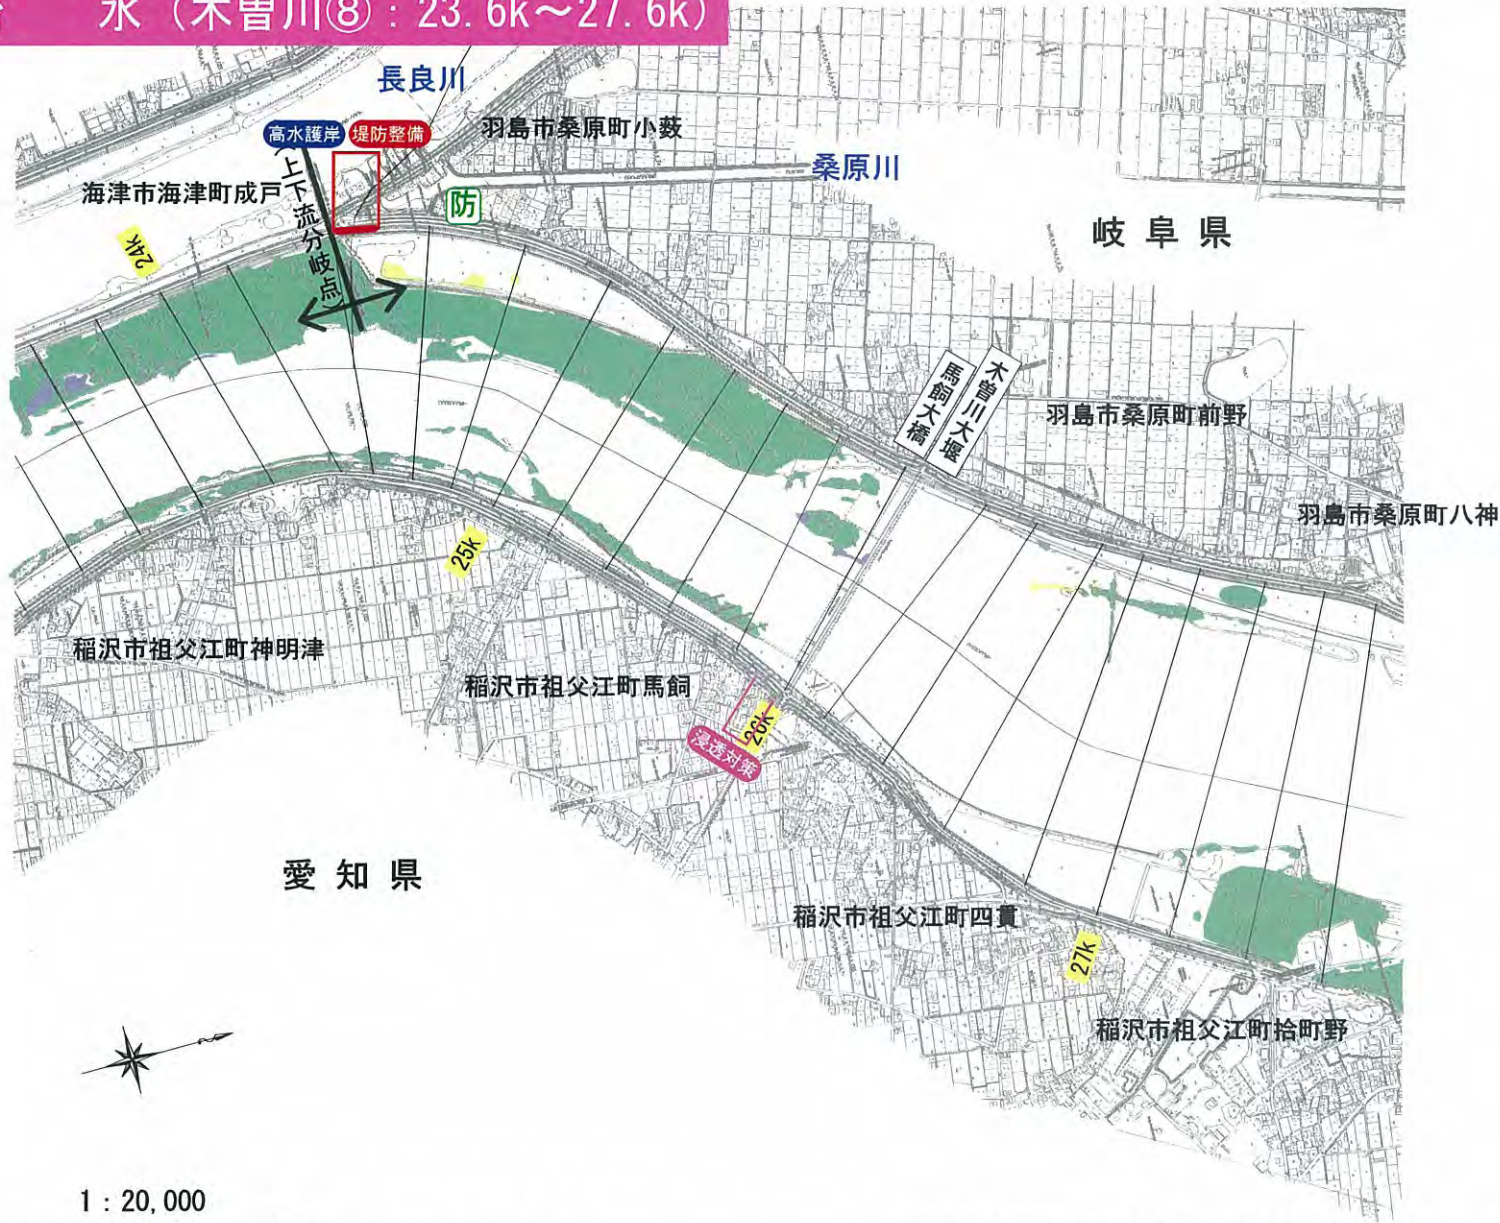 水（木曽川⑧：23.6k～27.6k）
長良川
高水護岸
堤防整備
羽島市桑原町小薮
海津市海津町成戸
上下流分岐点
防
桑原川
岐阜県
24k
馬飼大橋
木曽川大堰
羽島市桑原町前野
羽島市桑原町八神
25k
稲沢市祖父江町神明津
稲沢市祖父江町馬飼
26k
浸透対策
愛知県
稲沢市祖父江町四貫
27k
稲沢市祖父江町拾町野
1：20,000